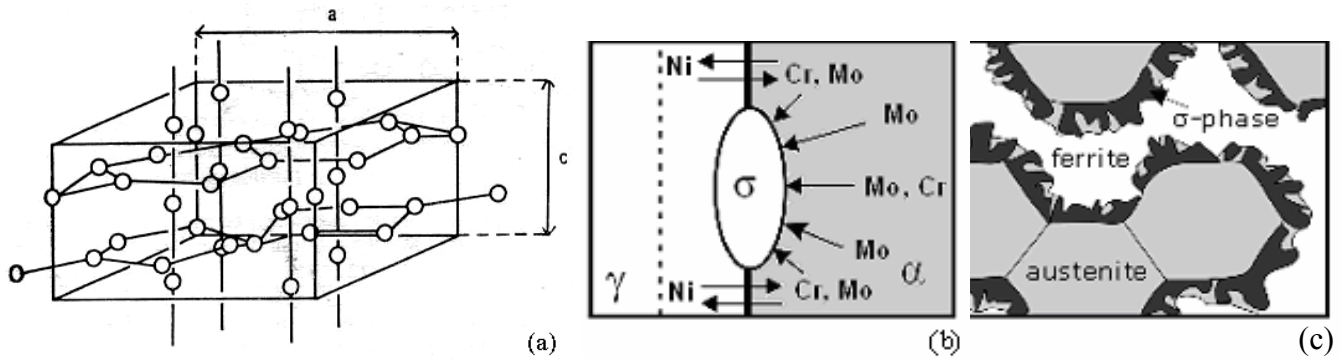 a
c
(a)
Ni
Cr, Mo
Mo
σ
Mo, Cr
Mo
γ
α
Ni
Cr, Mo
(b)
σ-phase
ferrite
austenite
(c)